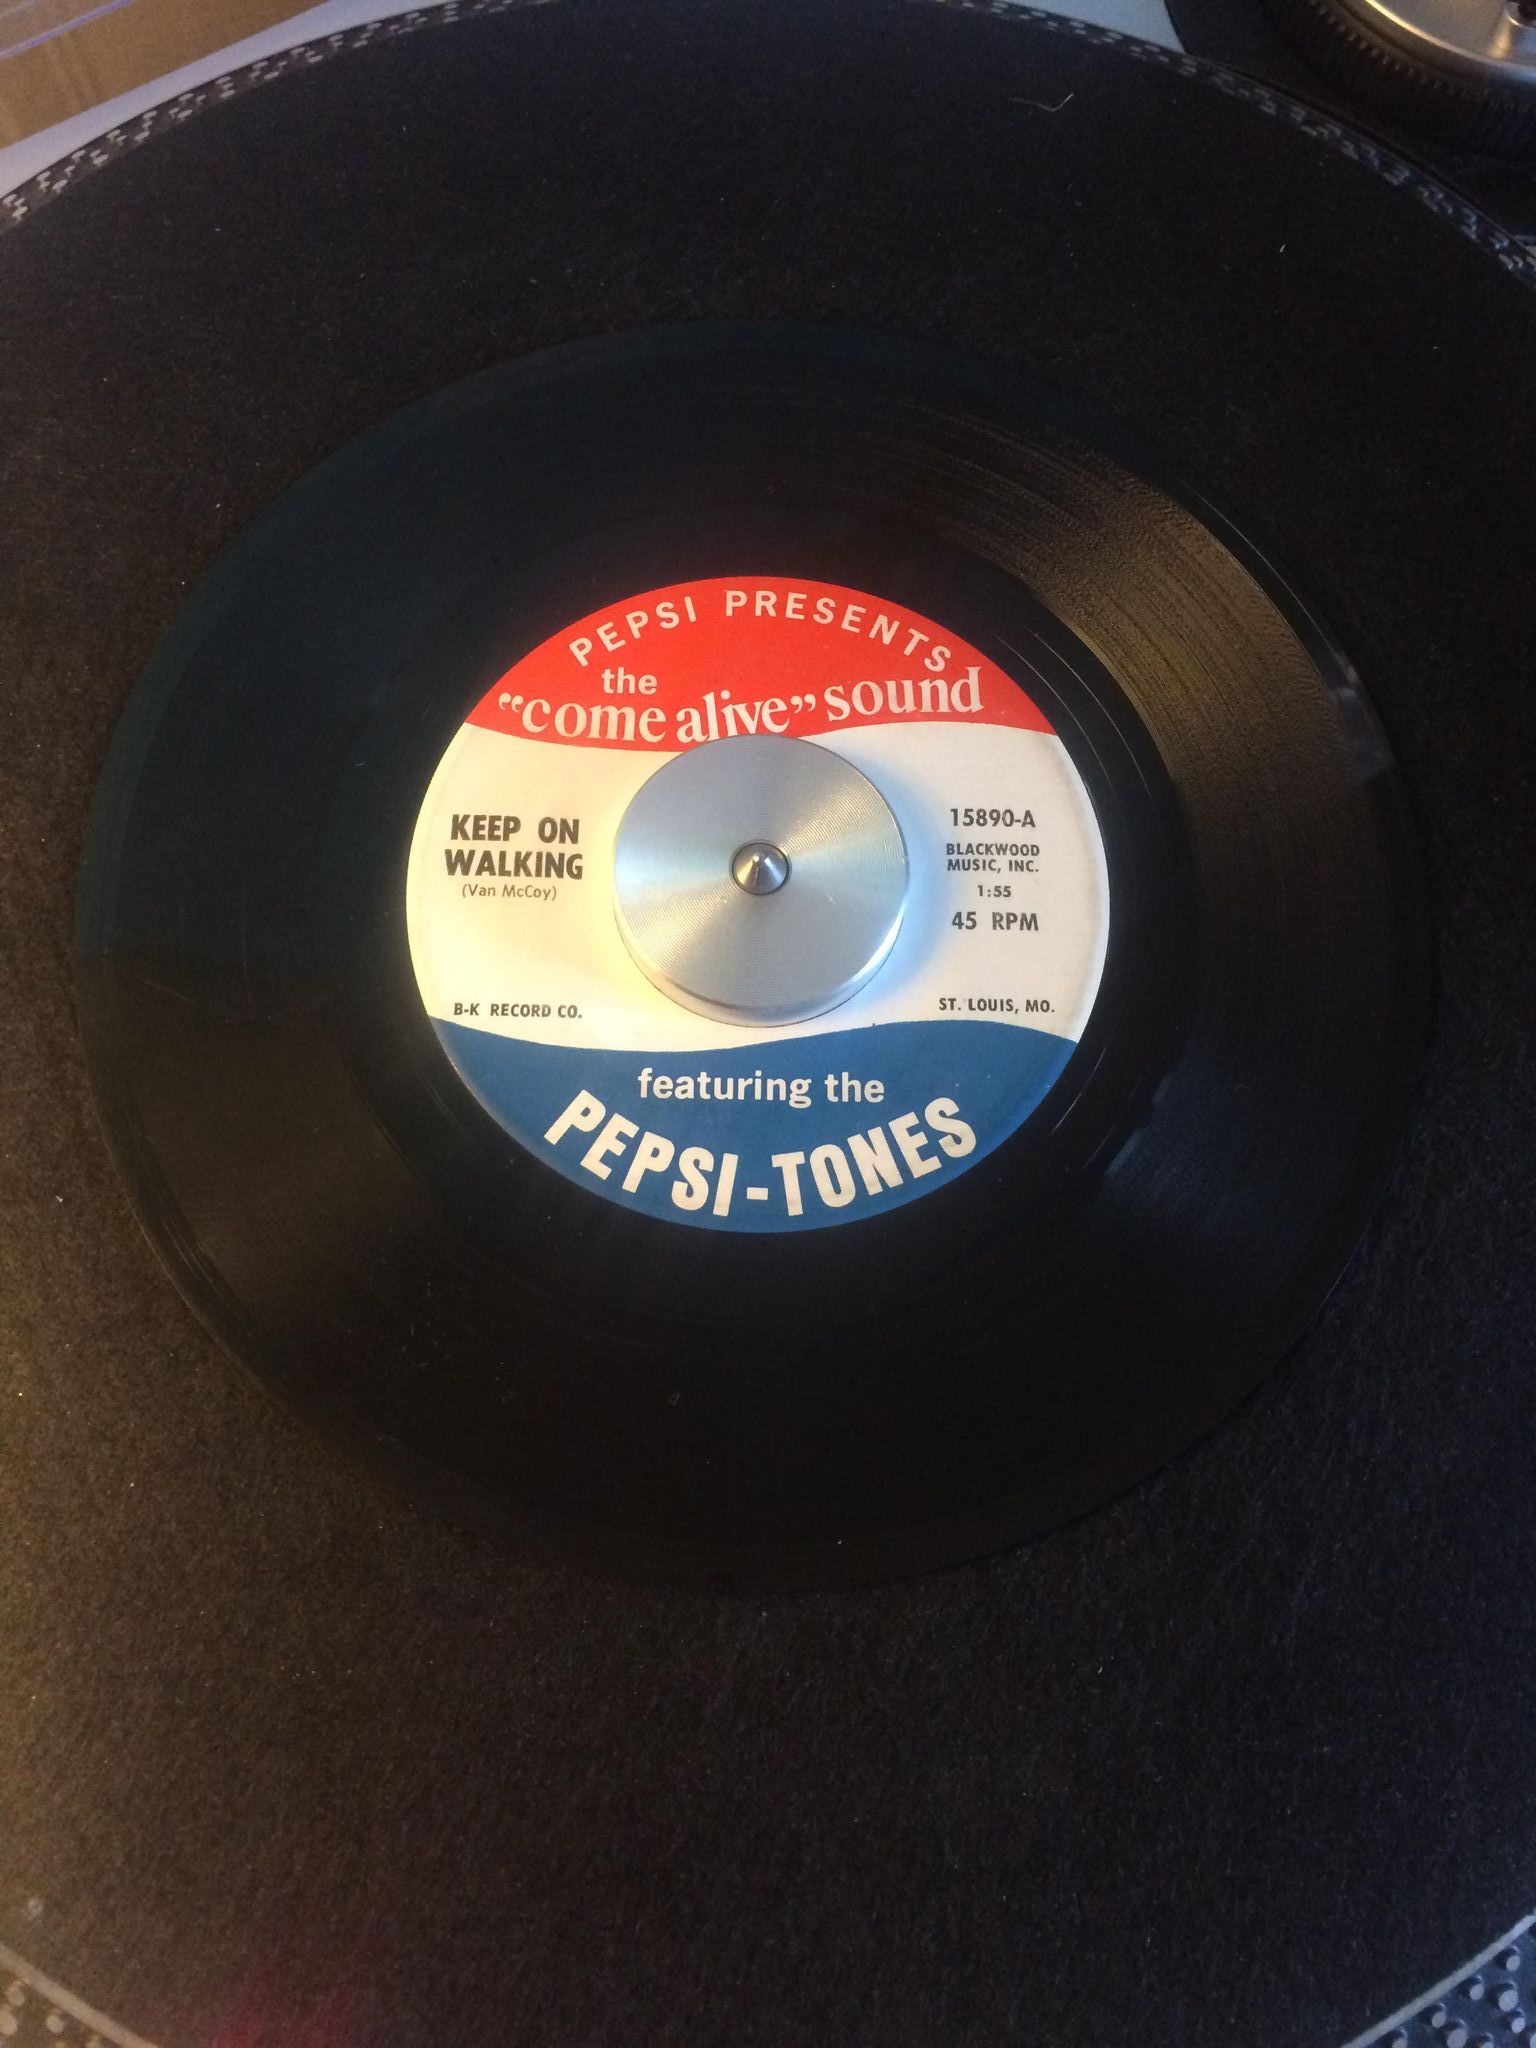 PEPSI PRESENTS
the
“come alive” sound
KEEP ON
WALKING
(Van McCoy)
15890-A
BLACKWOOD
MUSIC, INC.
1:55
45 RPM
B-K RECORD CO.
ST. LOUIS, MO.
featuring the
PEPSI-TONES